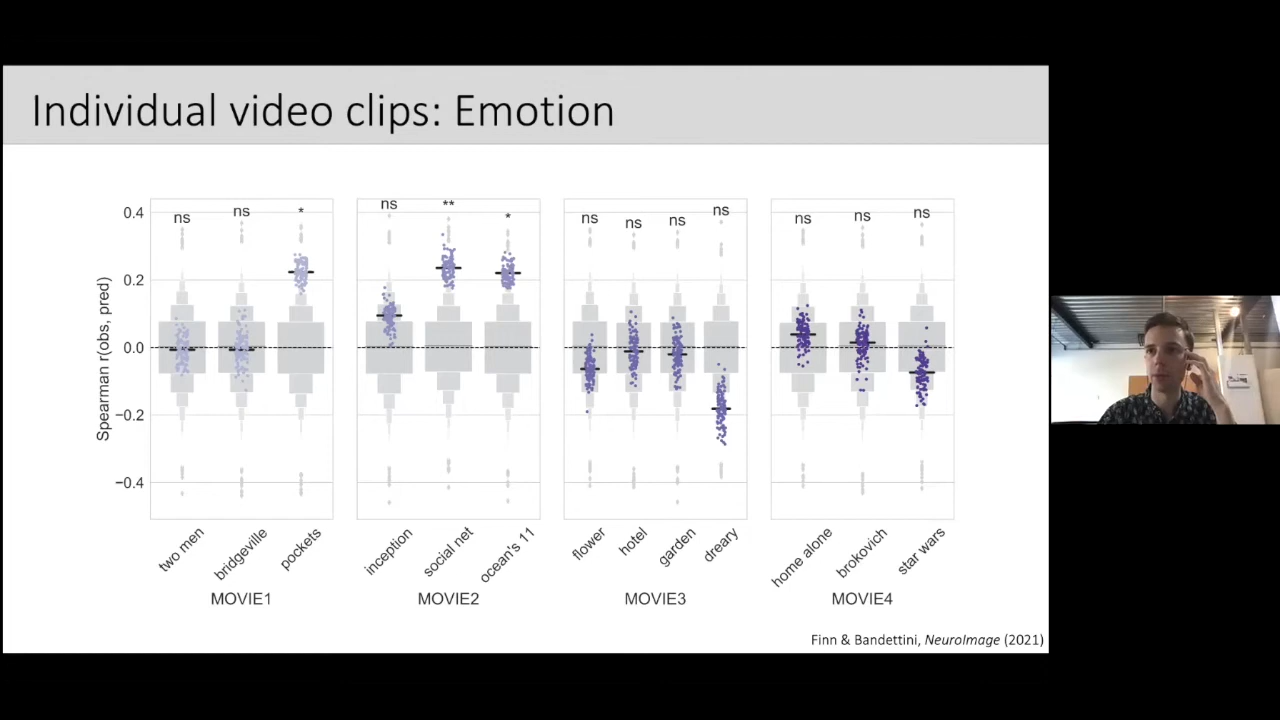 Individual video clips: Emotion
Spearman r(obs, pred)
0.4
0.2
0.0
−0.2
−0.4
ns ns *
ns ** *
ns ns ns ns
ns ns ns
two men bridgeville pockets
inception social net ocean's 11
flower hotel garden dreary
home alone brokovich star wars
MOVIE1 MOVIE2 MOVIE3 MOVIE4
Finn & Bandettini, NeuroImage (2021)